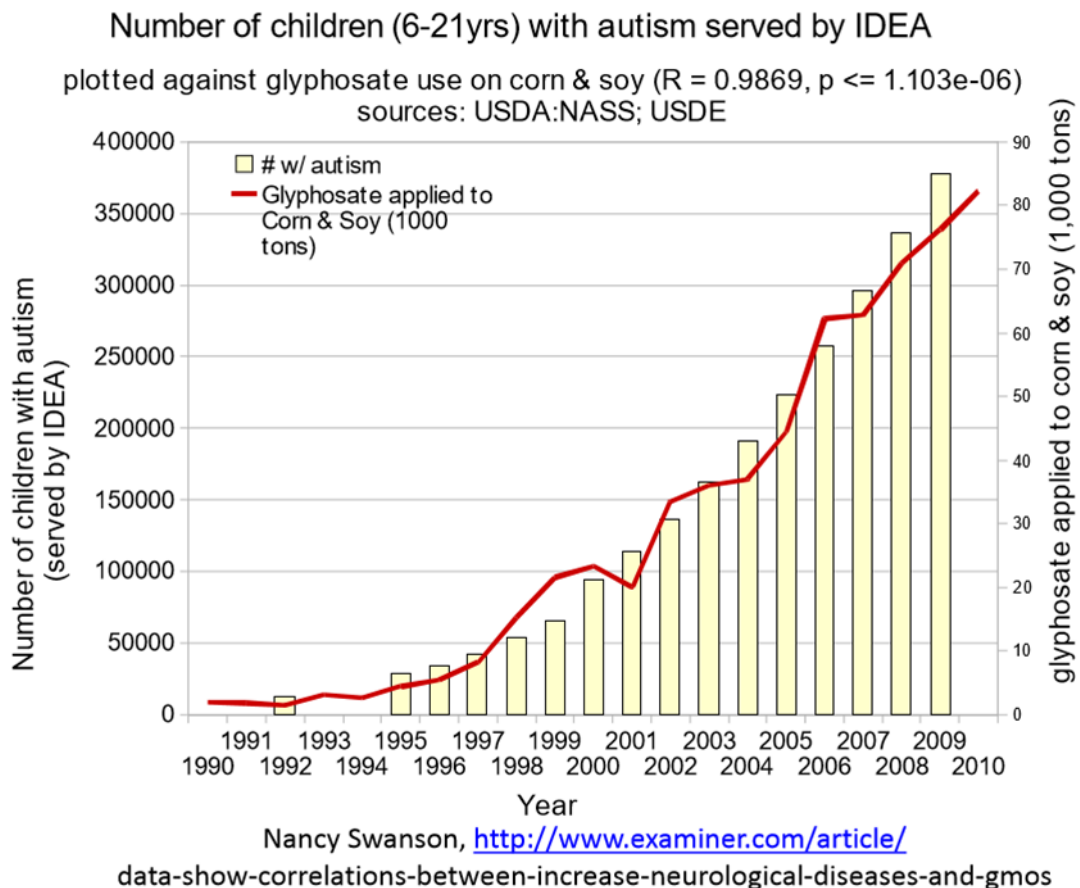 Number of children (6-21yrs) with autism served by IDEA
plotted against glyphosate use on corn & soy (R = 0.9869, p <= 1.103e-06)
sources: USDA:NASS; USDE
# w/ autism
Glyphosate applied to
Corn & Soy (1000
tons)
Number of children with autism
(served by IDEA)
400000
350000
300000
250000
200000
150000
100000
50000
0
glyphosate applied to corn & soy (1,000 tons)
90
80
70
60
50
40
30
20
10
0
1991 1993 1995 1997 1999 2001 2003 2005 2007 2009
1990 1992 1994 1996 1998 2000 2002 2004 2006 2008 2010
Year
Nancy Swanson, http://www.examiner.com/article/
data-show-correlations-between-increase-neurological-diseases-and-gmos